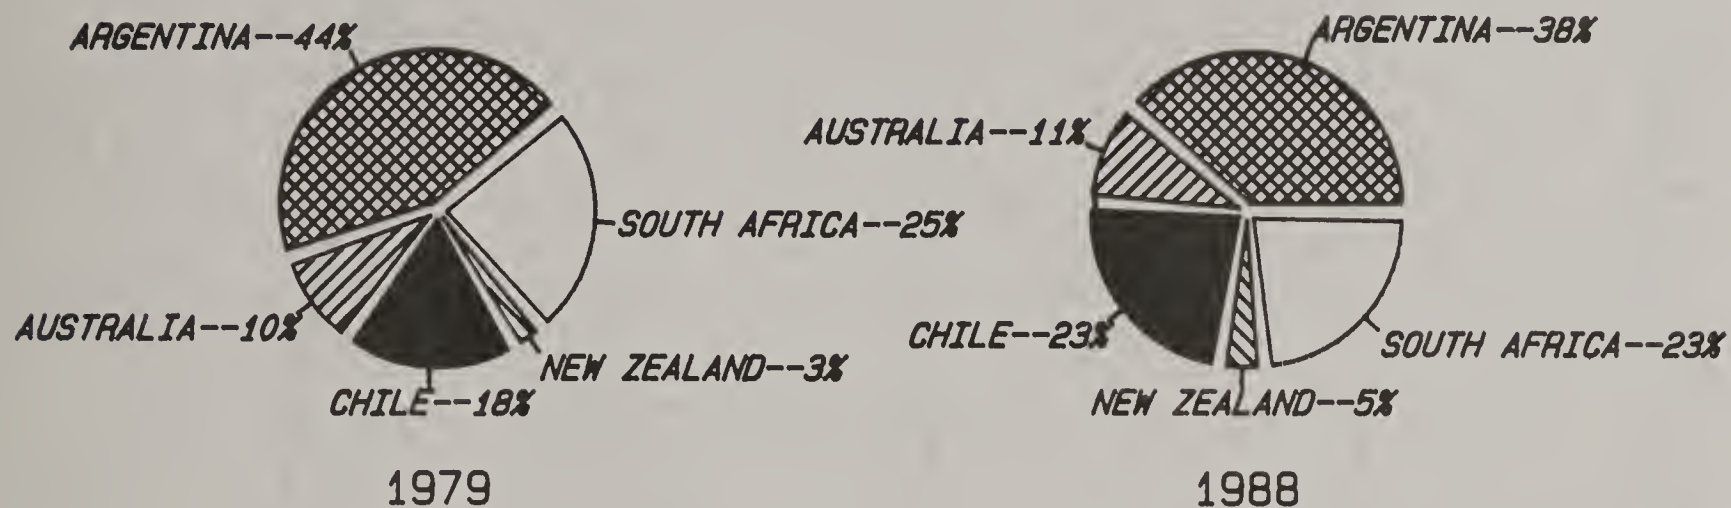 ARGENTINA--44%
SOUTH AFRICA--25%
AUSTRALIA--10%
NEW ZEALAND--3%
CHILE--18%
1979
ARGENTINA--38%
AUSTRALIA--11%
CHILE--23%
SOUTH AFRICA--23%
NEW ZEALAND--5%
1988